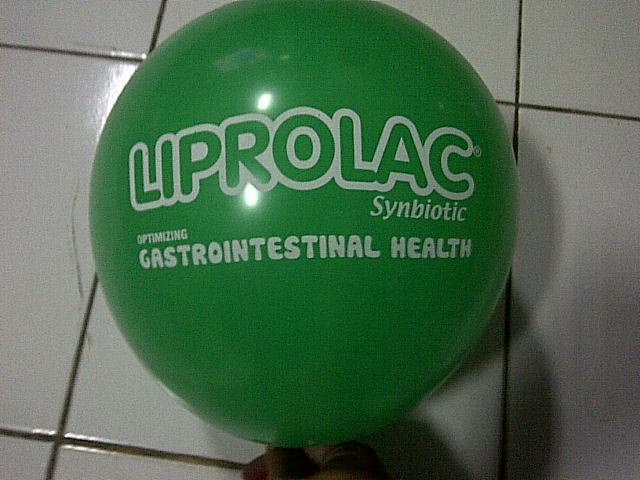 LIPROLAC®
Synbiotic
OPTIMIZING
GASTROINTESTINAL HEALTH